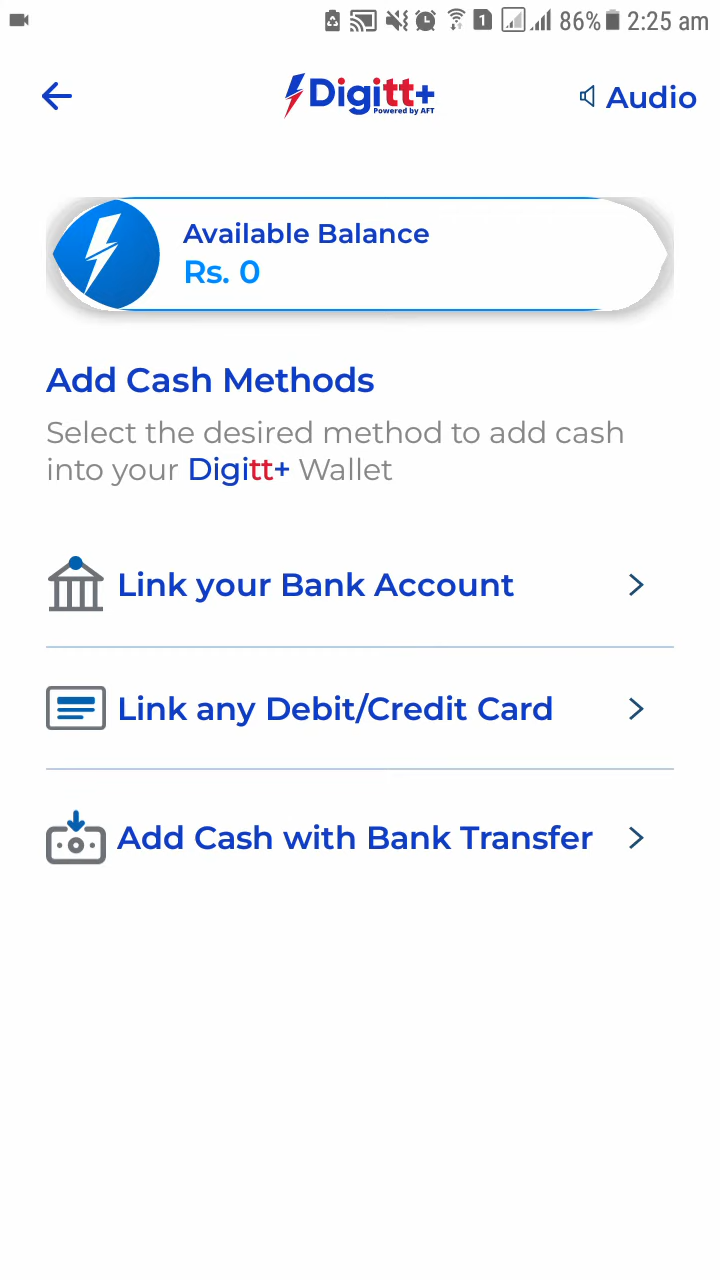 1 86% 2:25 am
Digitt+
Powered by AFT
Audio
Available Balance
Rs. 0
Add Cash Methods
Select the desired method to add cash
into your Digitt+ Wallet
Link your Bank Account
Link any Debit/Credit Card
Add Cash with Bank Transfer